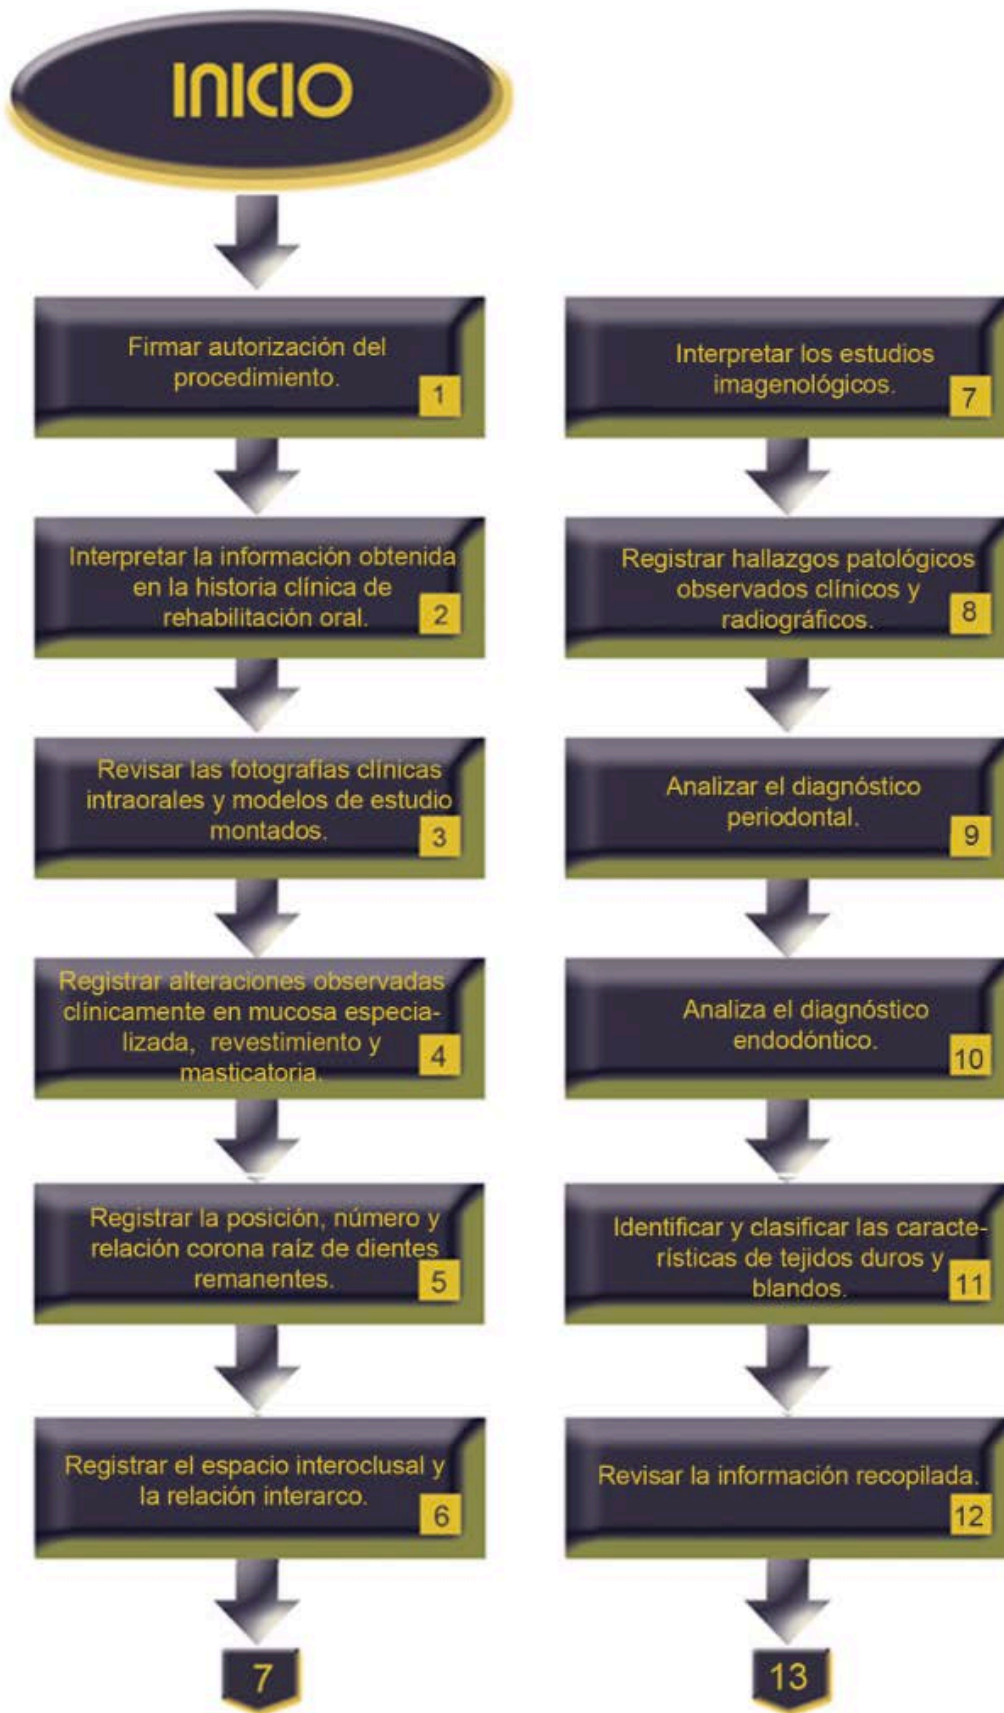 INICIO
Firmar autorización del
procedimiento.
1
Interpretar la información obtenida
en la historia clínica de
rehabilitación oral.
2
Revisar las fotografías clínicas
intraorales y modelos de estudio
montados.
3
Registrar alteraciones observadas
clínicamente en mucosa especia-
lizada, revestimiento y
masticatoria.
4
Registrar la posición, número y
relación corona raíz de dientes
remanentes.
5
Registrar el espacio interoclusal y
la relación interarco.
6
7
Interpretar los estudios
imagenológicos.
7
Registrar hallazgos patológicos
observados clínicos y
radiográficos.
8
Analizar el diagnóstico
periodontal.
9
Analiza el diagnóstico
endodóntico.
10
Identificar y clasificar las caracte-
rísticas de tejidos duros y
blandos.
11
Revisar la información recopilada.
12
13